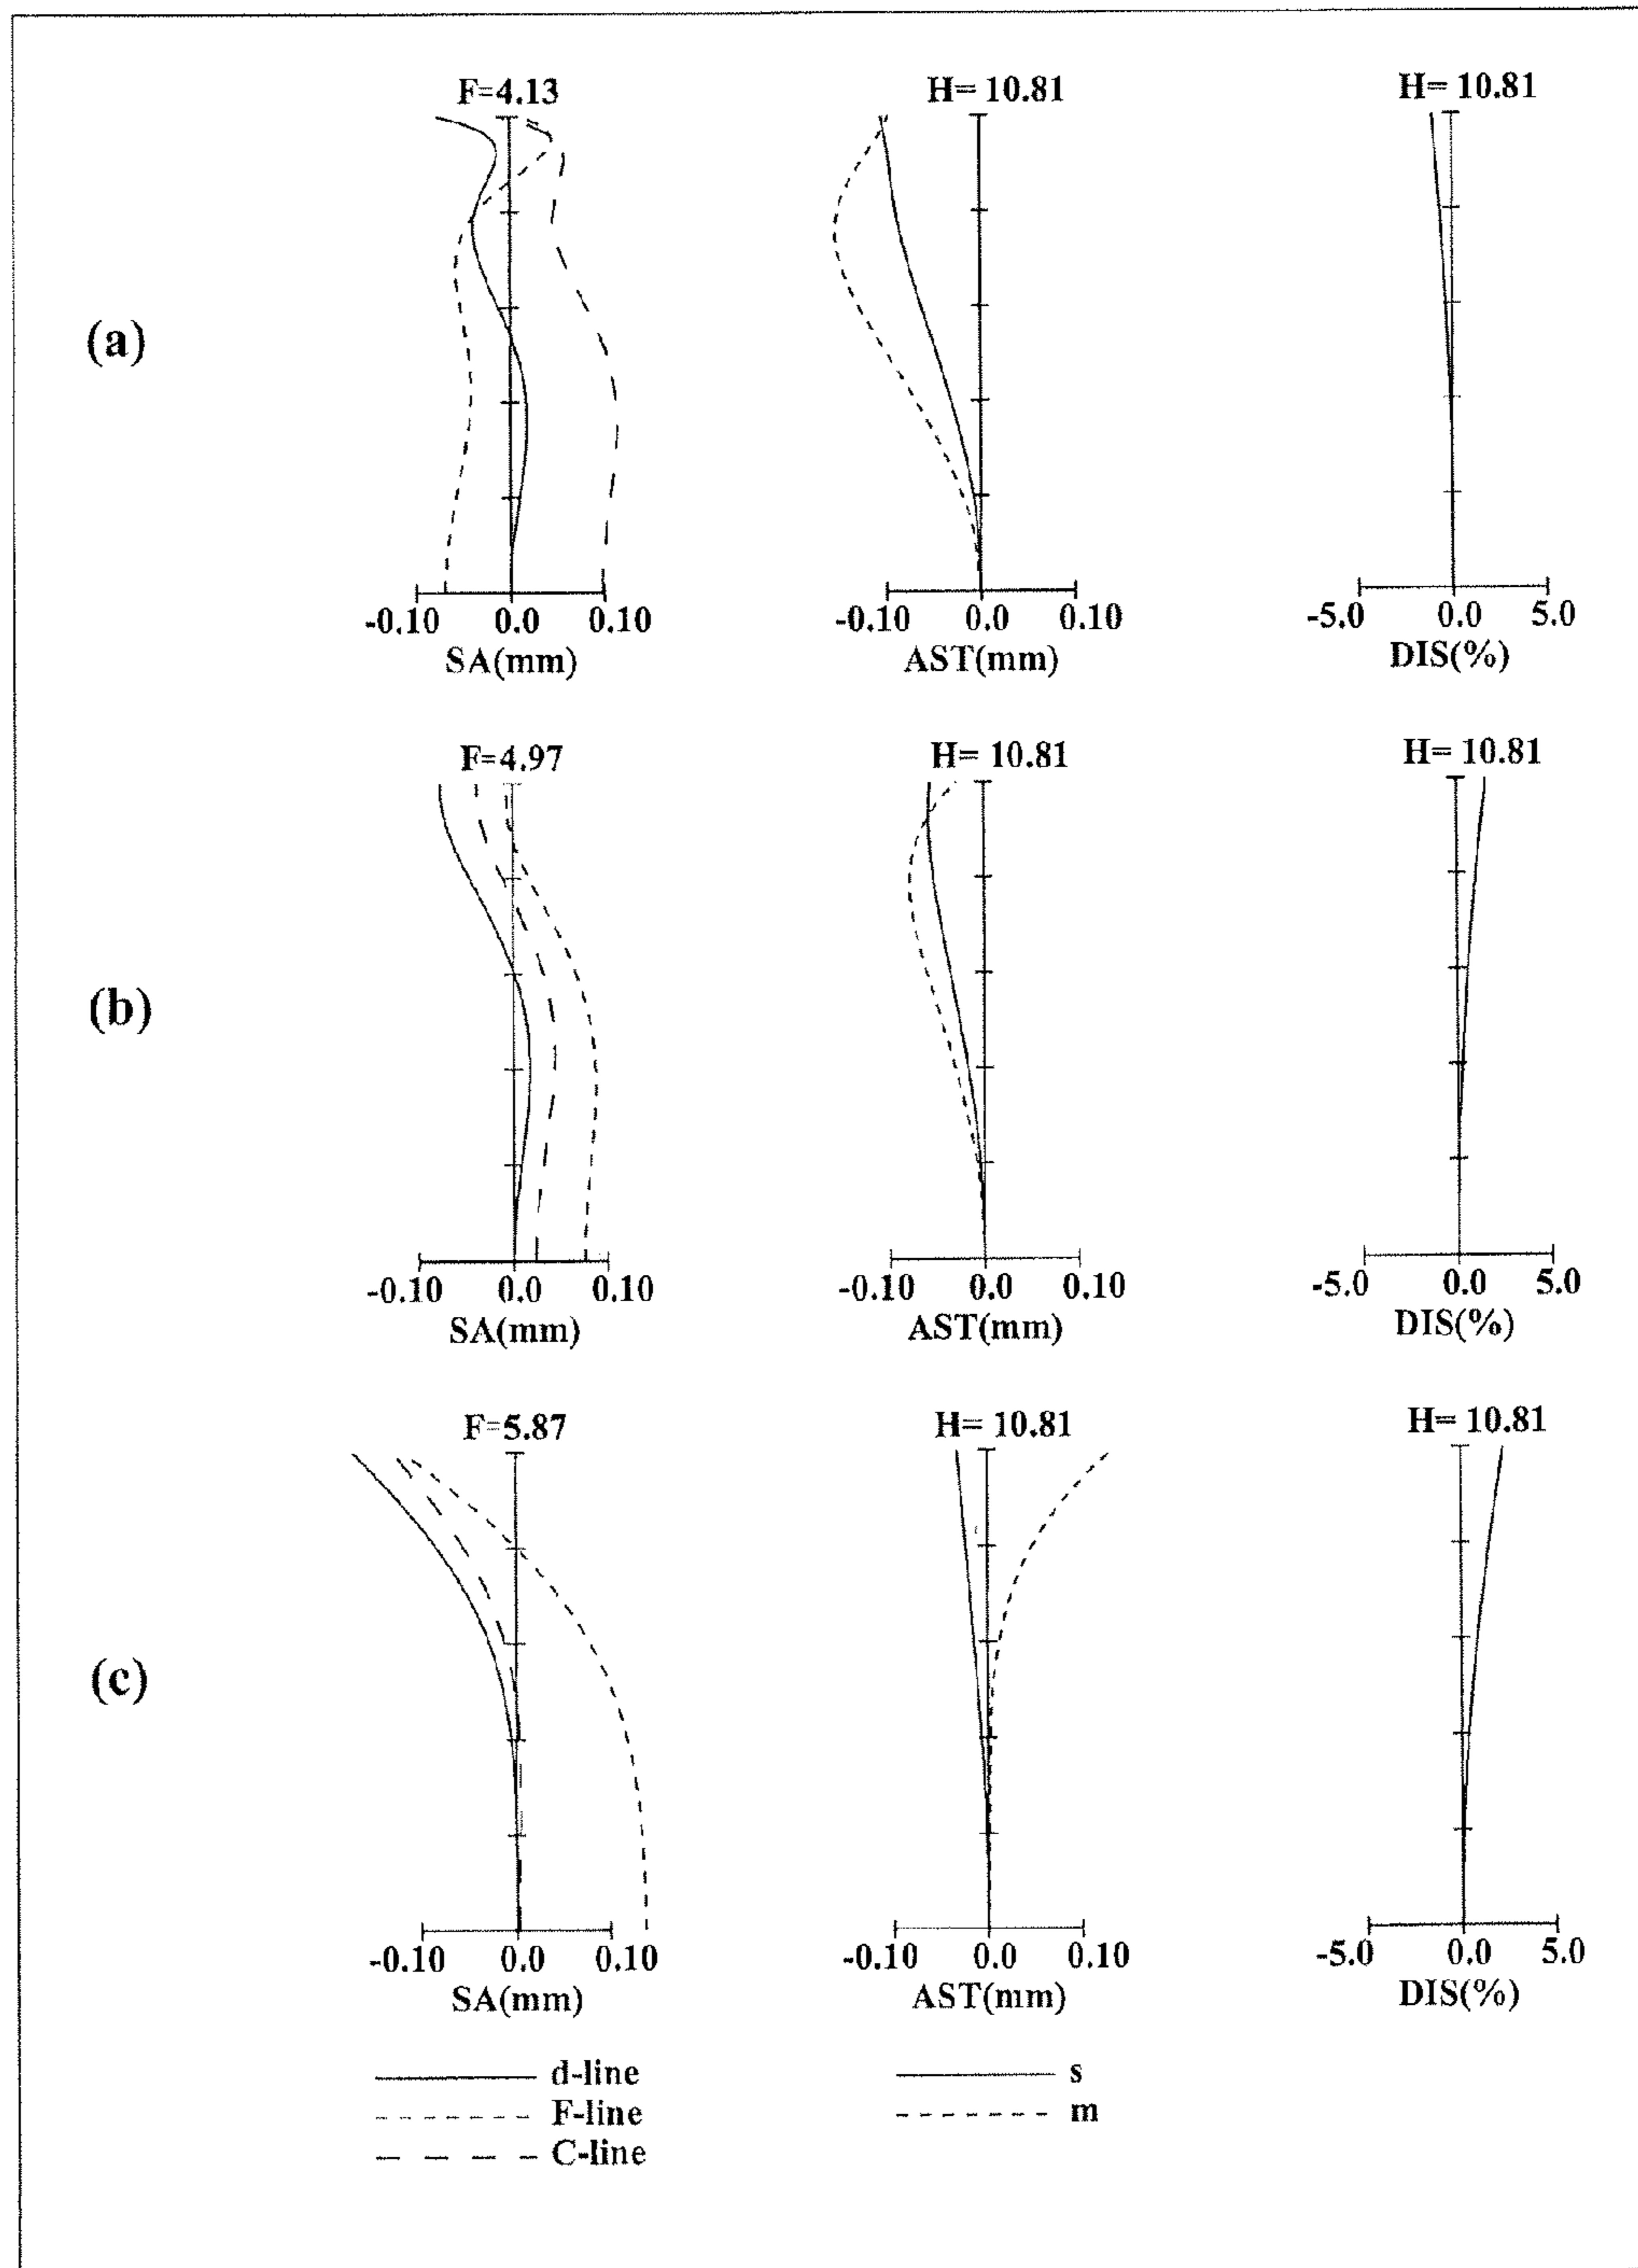 F=4.13 H= 10.81 H= 10.81
(a)
-0.10 0.0 0.10 -0.10 0.0 0.10 -5.0 0.0 5.0
SA(mm) AST(mm) DIS(%)
F=4.97 H= 10.81 H= 10.81
(b)
-0.10 0.0 0.10 -0.10 0.0 0.10 -5.0 0.0 5.0
SA(mm) AST(mm) DIS(%)
F=5.87 H= 10.81 H= 10.81
(c)
-0.10 0.0 0.10 -0.10 0.0 0.10 -5.0 0.0 5.0
SA(mm) AST(mm) DIS(%)
d-line s
F-line m
C-line